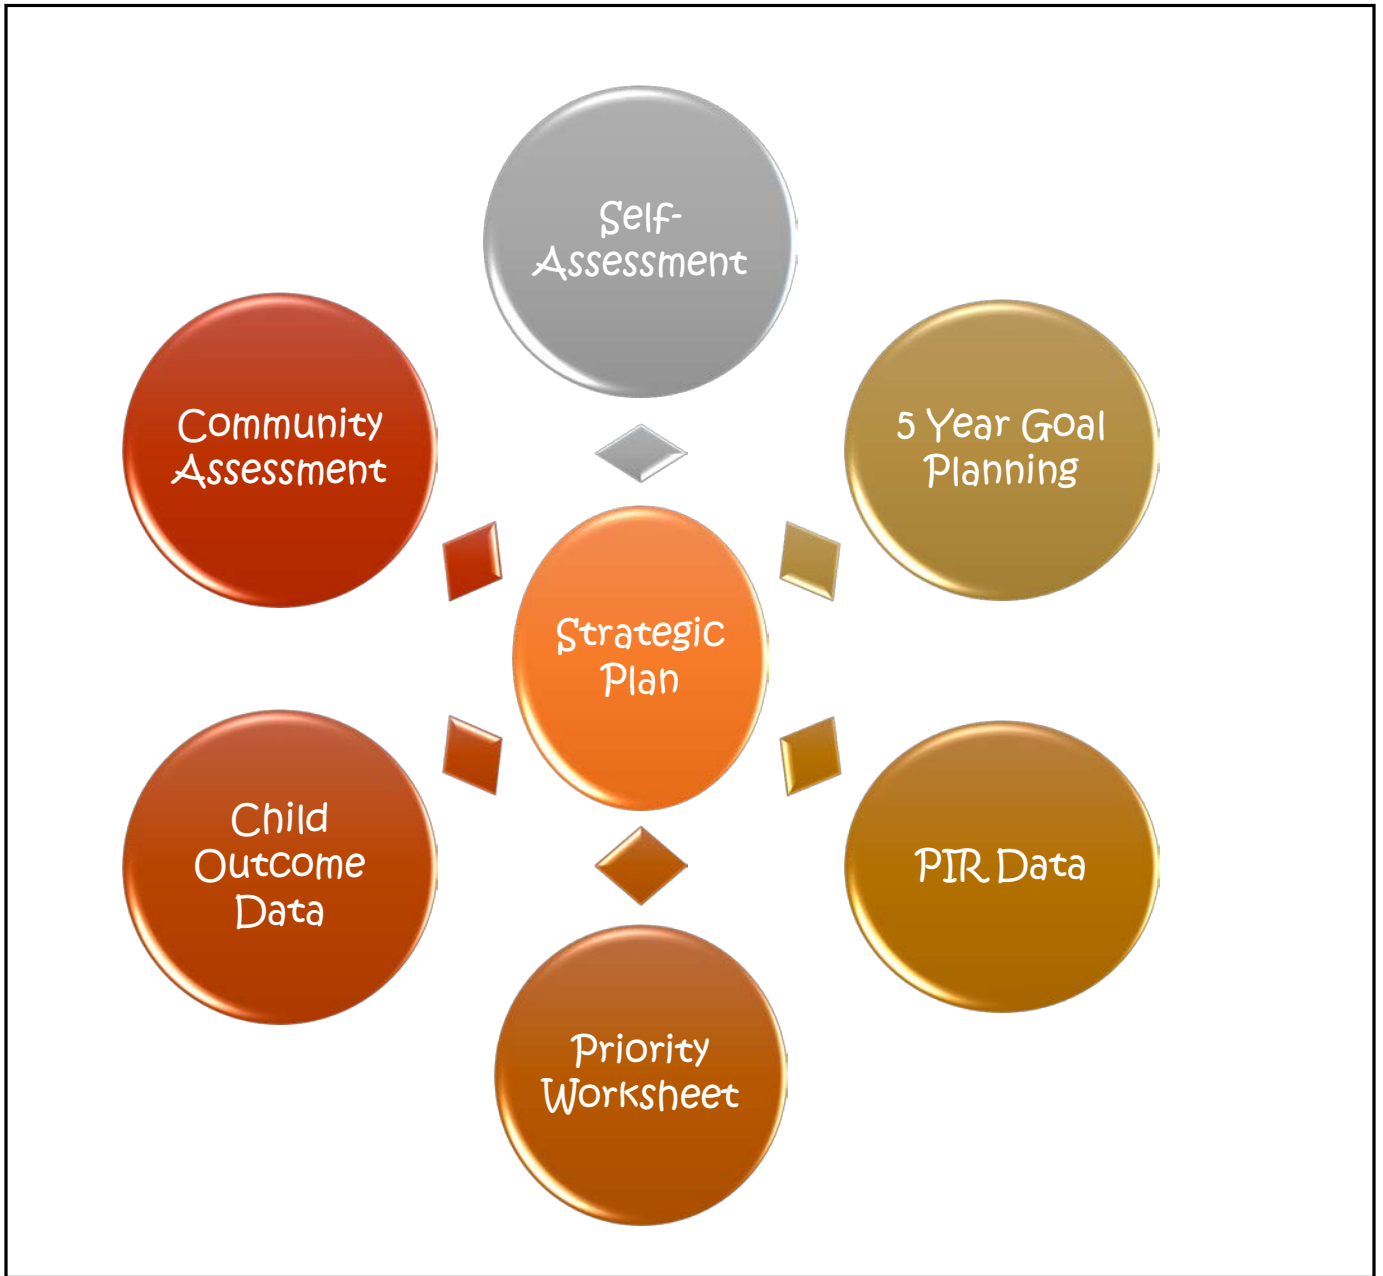 Self-
Assessment
Community
Assessment
5 Year Goal
Planning
Strategic
Plan
Child
Outcome
Data
PIR Data
Priority
Worksheet